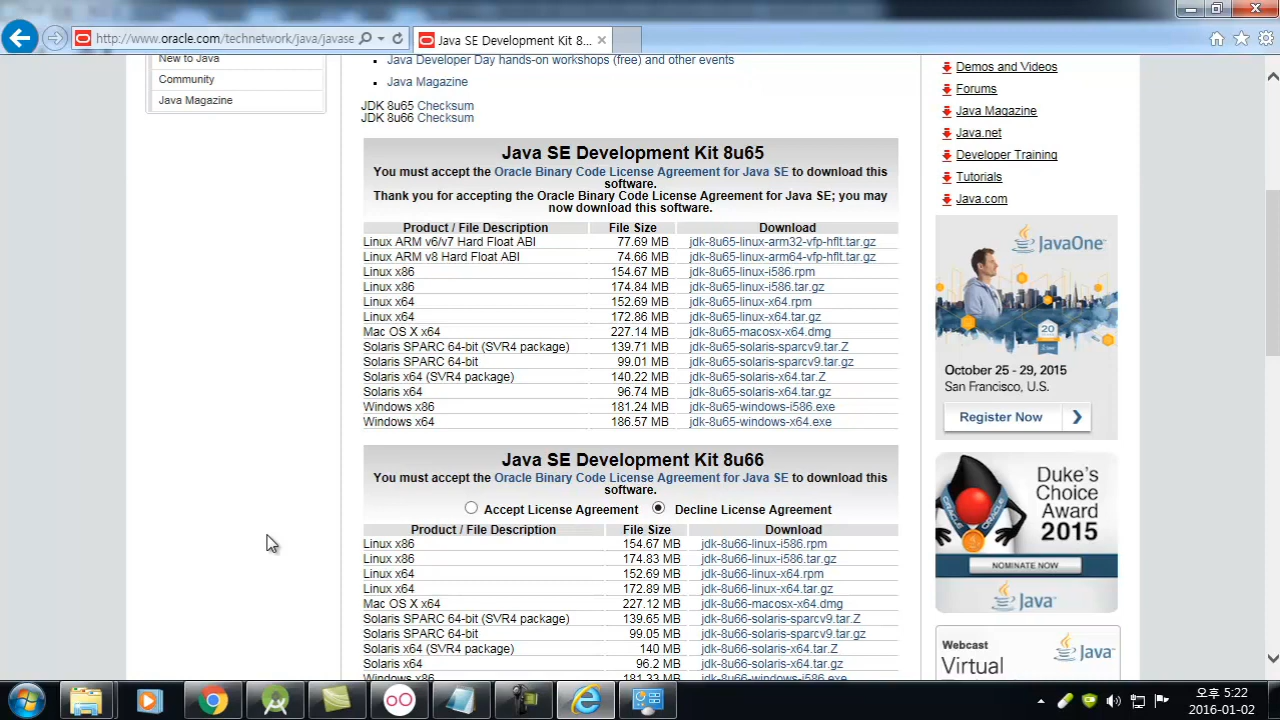 http://www.oracle.com/technetwork/java/javase
Java SE Development Kit 8...
New to Java
Community
Java Magazine
Java Developer Day hands-on workshops (free) and other events
Java Magazine
JDK 8u65 Checksum
JDK 8u66 Checksum
Java SE Development Kit 8u65
You must accept the Oracle Binary Code License Agreement for Java SE to download this
software.
Thank you for accepting the Oracle Binary Code License Agreement for Java SE; you may
now download this software.
Product / File Description File Size Download
Linux ARM v6/v7 Hard Float ABI 77.69 MB jdk-8u65-linux-arm32-vfp-hflt.tar.gz
Linux ARM v8 Hard Float ABI 74.66 MB jdk-8u65-linux-arm64-vfp-hflt.tar.gz
Linux x86 154.67 MB jdk-8u65-linux-i586.rpm
Linux x86 174.84 MB jdk-8u65-linux-i586.tar.gz
Linux x64 152.69 MB jdk-8u65-linux-x64.rpm
Linux x64 172.86 MB jdk-8u65-linux-x64.tar.gz
Mac OS X x64 227.14 MB jdk-8u65-macosx-x64.dmg
Solaris SPARC 64-bit (SVR4 package) 139.71 MB jdk-8u65-solaris-sparcv9.tar.Z
Solaris SPARC 64-bit 99.01 MB jdk-8u65-solaris-sparcv9.tar.gz
Solaris x64 (SVR4 package) 140.22 MB jdk-8u65-solaris-x64.tar.Z
Solaris x64 96.74 MB jdk-8u65-solaris-x64.tar.gz
Windows x86 181.24 MB jdk-8u65-windows-i586.exe
Windows x64 186.57 MB jdk-8u65-windows-x64.exe
Java SE Development Kit 8u66
You must accept the Oracle Binary Code License Agreement for Java SE to download this
software.
Accept License Agreement Decline License Agreement
Product / File Description File Size Download
Linux x86 154.67 MB jdk-8u66-linux-i586.rpm
Linux x86 174.83 MB jdk-8u66-linux-i586.tar.gz
Linux x64 152.69 MB jdk-8u66-linux-x64.rpm
Linux x64 172.89 MB jdk-8u66-linux-x64.tar.gz
Mac OS X x64 227.12 MB jdk-8u66-macosx-x64.dmg
Solaris SPARC 64-bit (SVR4 package) 139.65 MB jdk-8u66-solaris-sparcv9.tar.Z
Solaris SPARC 64-bit 99.05 MB jdk-8u66-solaris-sparcv9.tar.gz
Solaris x64 (SVR4 package) 140 MB jdk-8u66-solaris-x64.tar.Z
Solaris x64 96.2 MB jdk-8u66-solaris-x64.tar.gz
Windows x86 181.33 MB jdk-8u66-windows-i586.exe
Demos and Videos
Forums
Java Magazine
Java.net
Developer Training
Tutorials
Java.com
JavaOne
20
October 25 - 29, 2015
San Francisco, U.S.
Register Now
Duke's
Choice
Award
2015
ORACLE
NOMINATE NOW
Java
Webcast
Virtual
Java
오후 5:22
2016-01-02